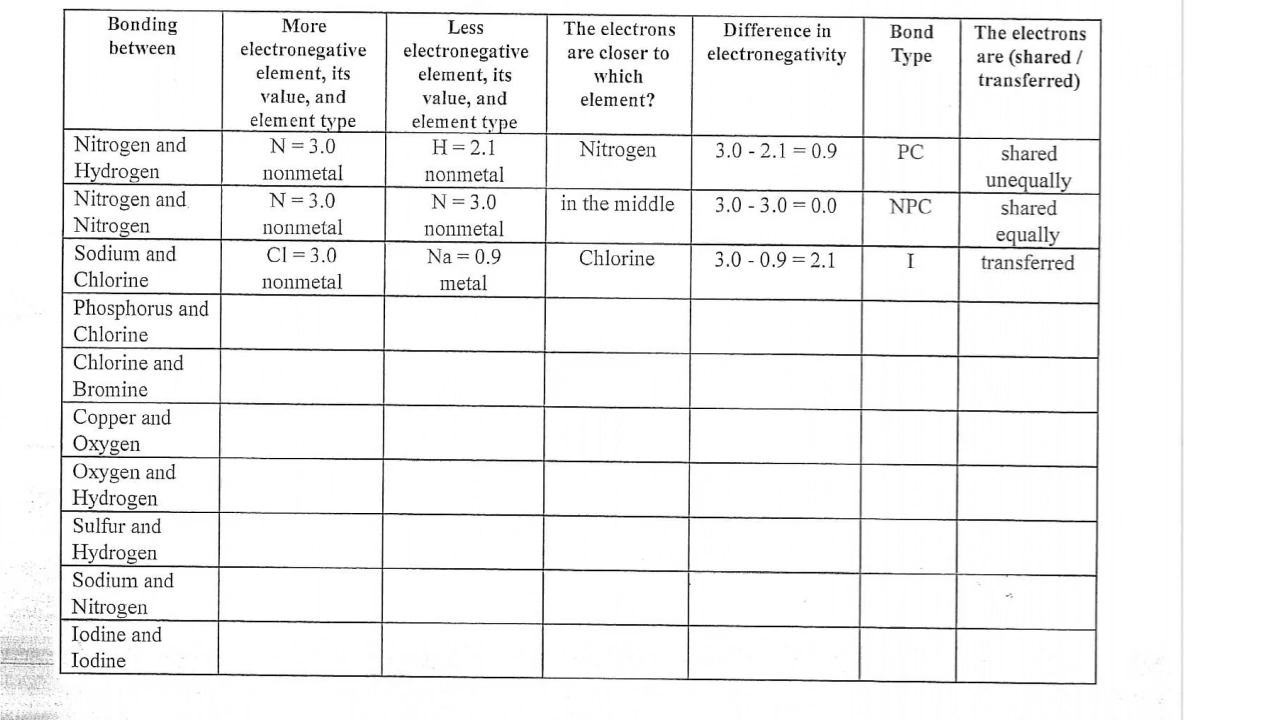 Bonding between
More electronegative element, its value, and element type
Less electronegative element, its value, and element type
The electrons are closer to which element?
Difference in electronegativity
Bond Type
The electrons are (shared / transferred)
Nitrogen and Hydrogen
N = 3.0
nonmetal
H = 2.1
nonmetal
Nitrogen
3.0 - 2.1 = 0.9
PC
shared unequally
Nitrogen and Nitrogen
N = 3.0
nonmetal
N = 3.0
nonmetal
in the middle
3.0 - 3.0 = 0.0
NPC
shared equally
Sodium and Chlorine
Cl = 3.0
nonmetal
Na = 0.9
metal
Chlorine
3.0 - 0.9 = 2.1
I
transferred
Phosphorus and Chlorine
Chlorine and Bromine
Copper and Oxygen
Oxygen and Hydrogen
Sulfur and Hydrogen
Sodium and Nitrogen
Iodine and Iodine